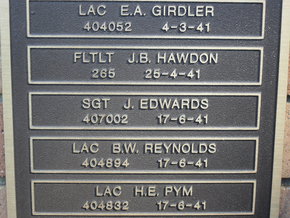 LAC E.A. GIRDLER
404052 4-3-41
FLTLT J.B. HAWDON
265 25-4-41
SGT J. EDWARDS
407002 17-6-41
LAC B.W. REYNOLDS
404894 17-6-41
LAC H.E. PYM
404832 17-6-41